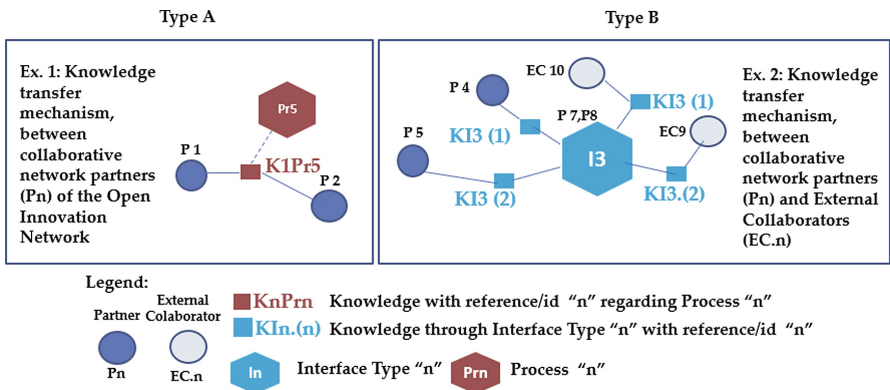 Type A
Type B
Ex. 1: Knowledge
transfer
mechanism,
between
collaborative
network partners
(Pn) of the Open
Innovation
Network
Pr5
P 1
K1Pr5
P 2
EC 10
P 4
KI3 (1)
P 7,P8
KI3 (1)
P 5
I3
EC9
KI3 (2)
KI3.(2)
Ex. 2: Knowledge
transfer
mechanism,
between
collaborative
network partners
(Pn) and External
Collaborators
(EC.n)
Legend:
Partner
External
Colaborator
Pn
EC.n
KnPrn Knowledge with reference/id “n” regarding Process “n”
KIn.(n) Knowledge through Interface Type “n” with reference/id “n”
In Interface Type “n”
Prn Process “n”